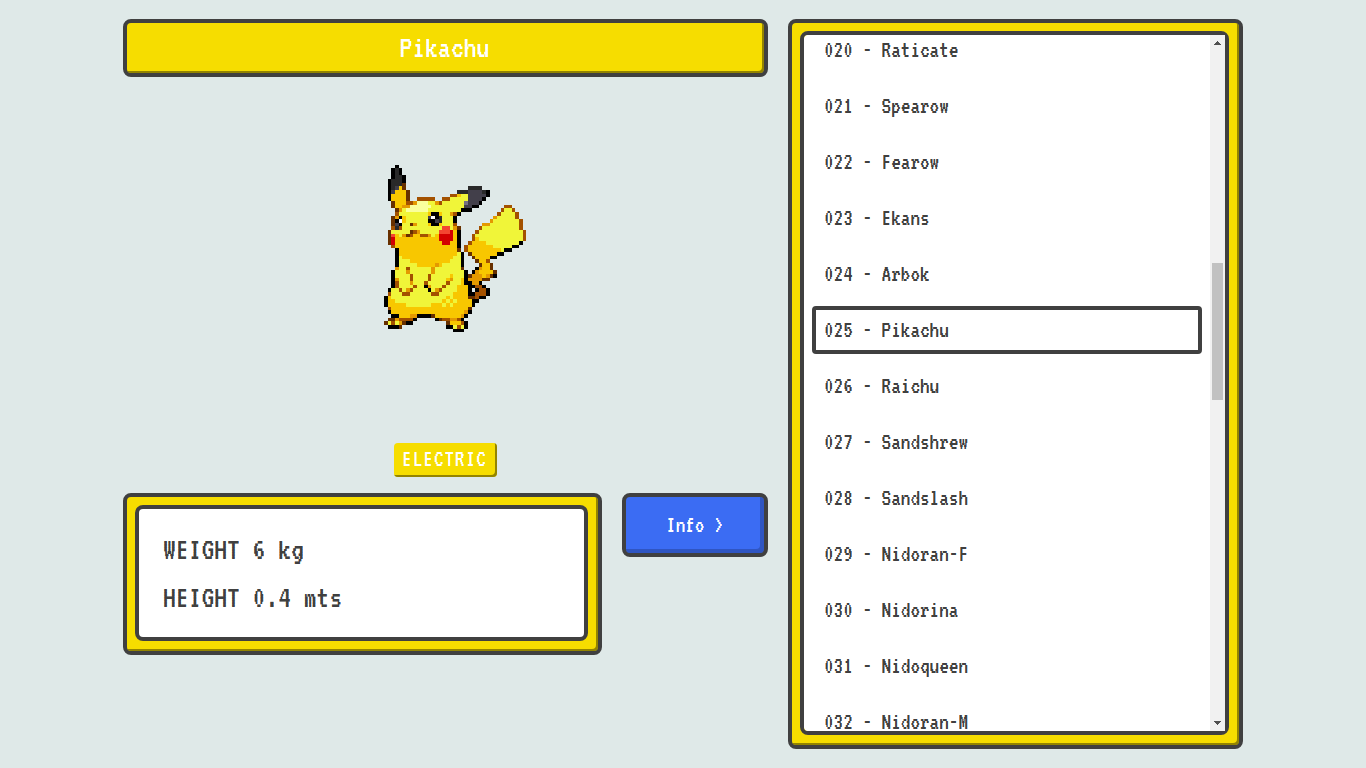 Pikachu
ELECTRIC
WEIGHT 6 kg
HEIGHT 0.4 mts
Info >
020 - Raticate
021 - Spearow
022 - Fearow
023 - Ekans
024 - Arbok
025 - Pikachu
026 - Raichu
027 - Sandshrew
028 - Sandslash
029 - Nidoran-F
030 - Nidorina
031 - Nidoqueen
032 - Nidoran-M